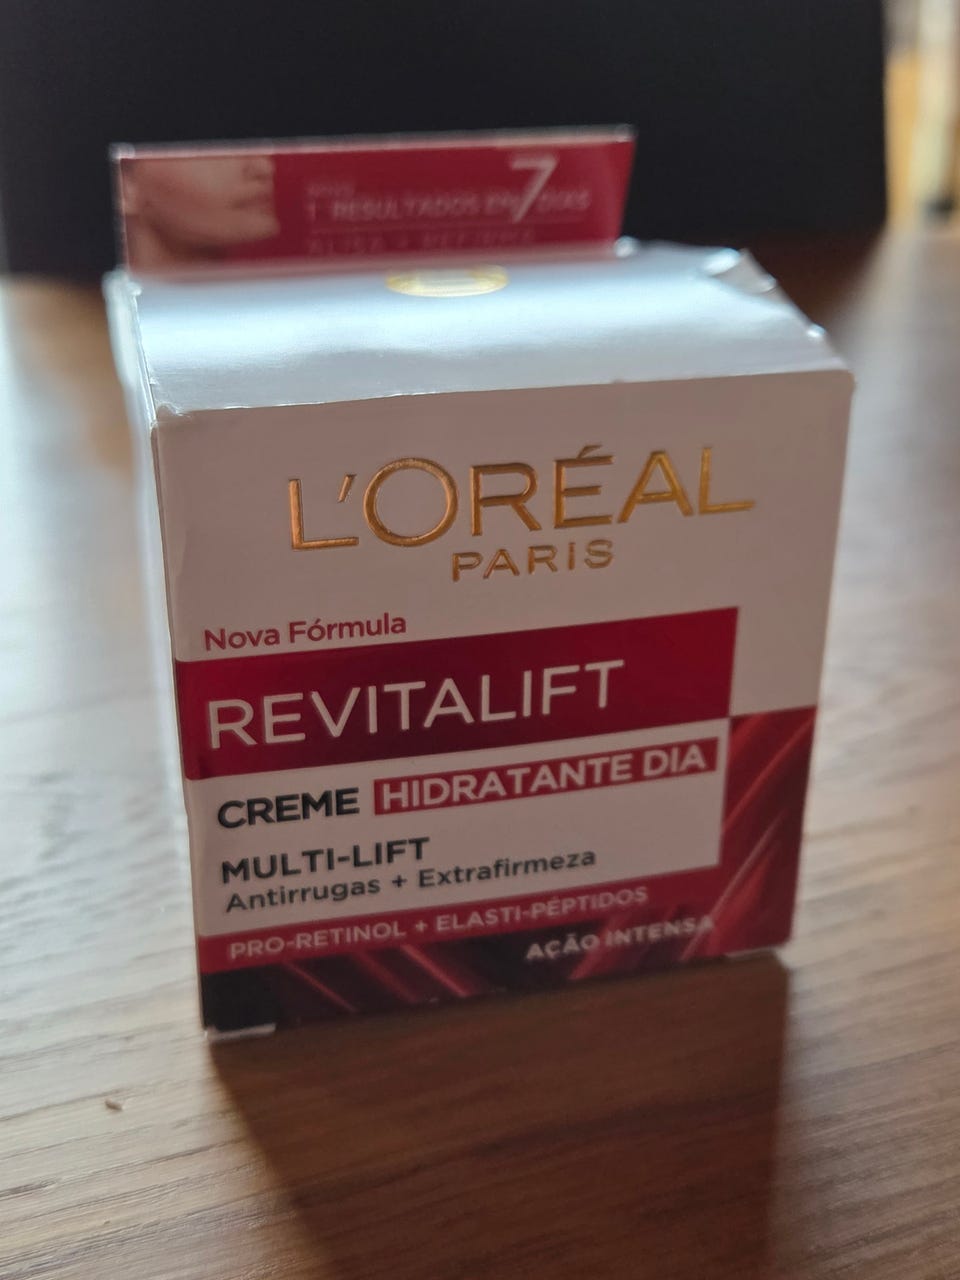 7
RESULTADOS EM DIAS
L'ORÉAL
PARIS
Nova Fórmula
REVITALIFT
CREME HIDRATANTE DIA
MULTI-LIFT
Antirrugas + Extrafirmeza
PRO-RETINOL + ELASTI-PÉPTIDOS
AÇÃO INTENSA